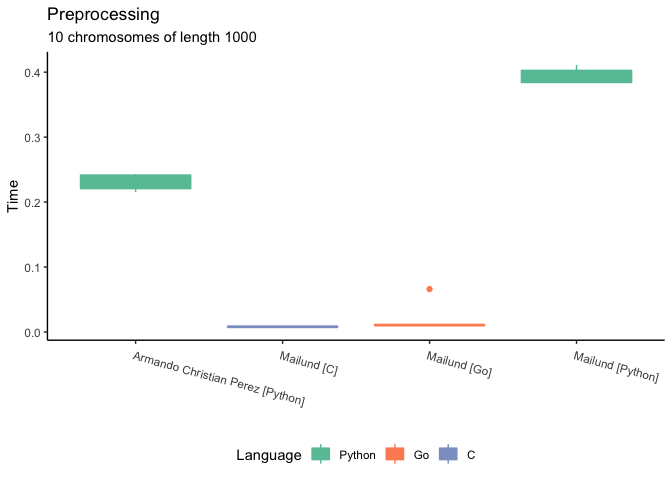 Preprocessing
10 chromosomes of length 1000
0.4
0.3
0.2
0.1
0.0
Time
Armando Christian Perez [Python]
Mailund [C]
Mailund [Go]
Mailund [Python]
Language Python Go C